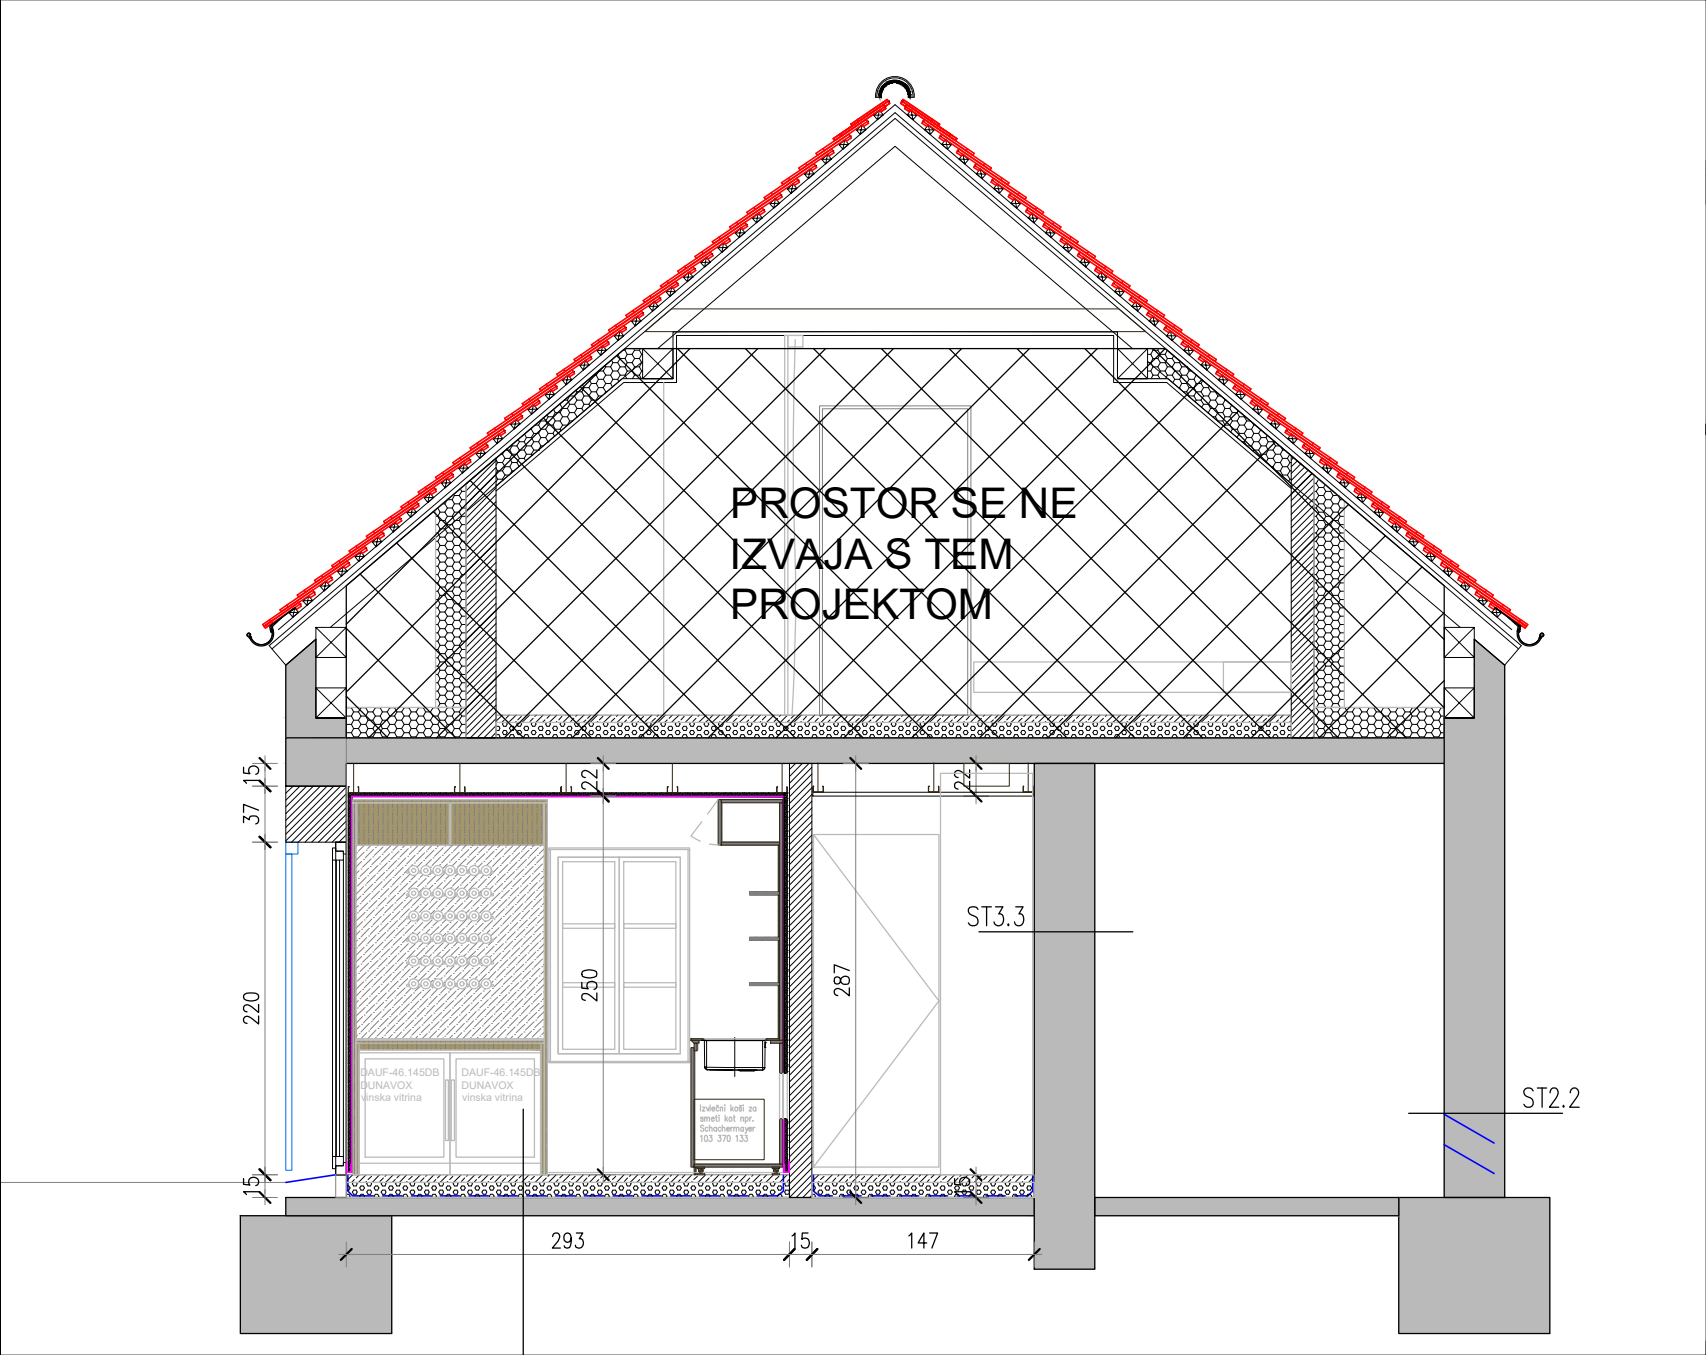 PROSTOR SE NE
IZVAJA S TEM
PROJEKTOM
15
22
22
37
ST3.3
250
287
220
DAUF-46.145DB
DUNAVOX
vinska vitrina
DAUF-46.145DB
DUNAVOX
vinska vitrina
Izvlečni koši za
smeti kot npr.
Schachermayer
103 370 133
ST2.2
15
15
293
15
147